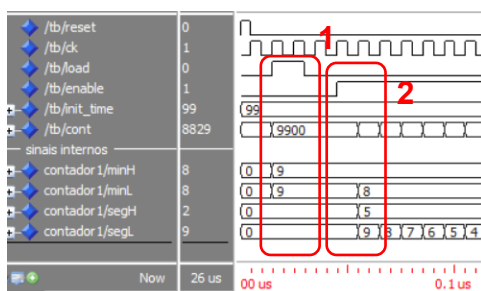 /tb/reset 0
/tb/ck 1
/tb/load 0
/tb/enable 1
/tb/init_time 99 99
/tb/cont 8829 9900
sinais internos
contador1/minH 8 0 9
contador1/minL 8 0 9 8
contador1/segH 2 0 5
contador1/segL 9 0 9 8 7 6 5 4
1
2
Now 26 us 00 us 0.1 us